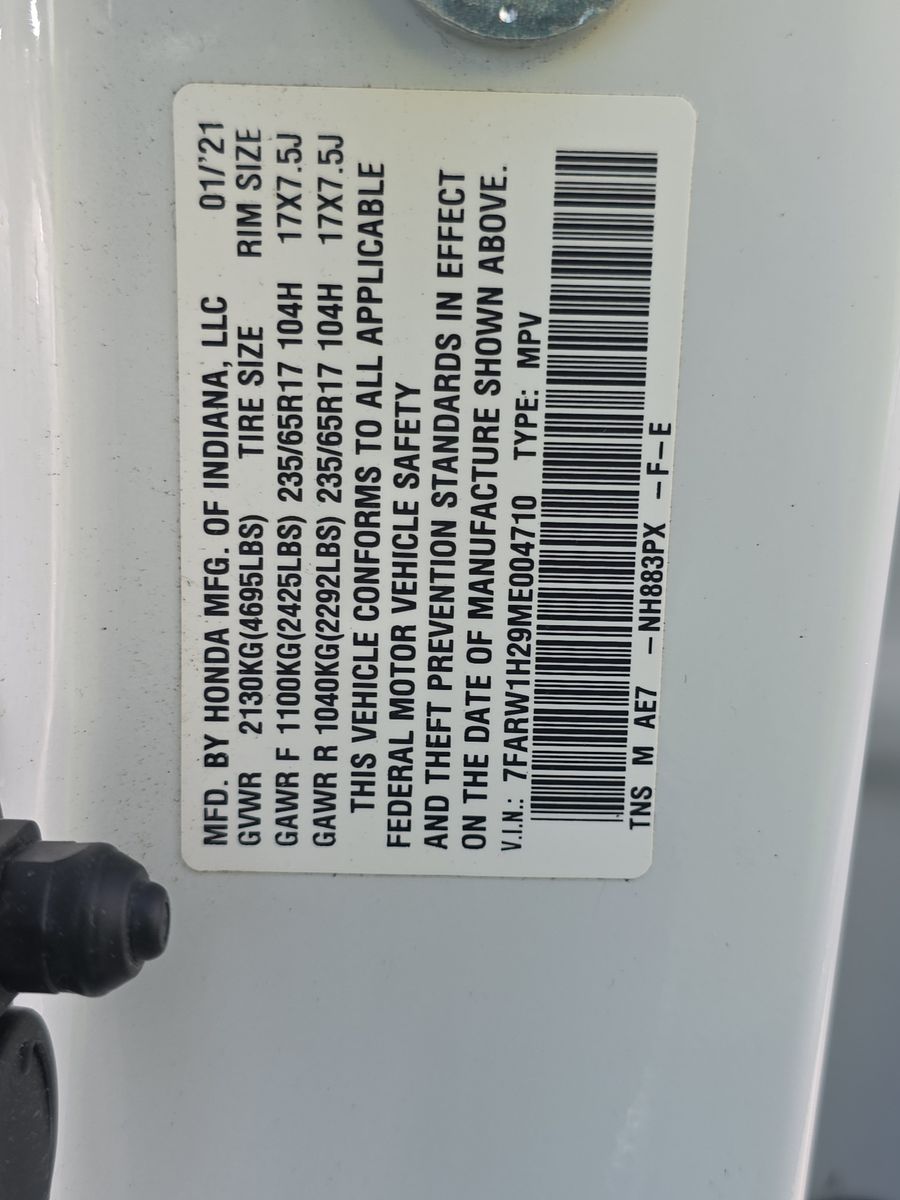 MFD. BY HONDA MFG. OF INDIANA, LLC 01/'21
GVWR 2130KG(4695LBS) TIRE SIZE RIM SIZE
GAWR F 1100KG(2425LBS) 235/65R17 104H 17X7.5J
GAWR R 1040KG(2292LBS) 235/65R17 104H 17X7.5J
THIS VEHICLE CONFORMS TO ALL APPLICABLE
FEDERAL MOTOR VEHICLE SAFETY
AND THEFT PREVENTION STANDARDS IN EFFECT
ON THE DATE OF MANUFACTURE SHOWN ABOVE.
V.I.N.: 7FARW1H29ME004710 TYPE: MPV
TNS M AE7 -NH883PX -F-E